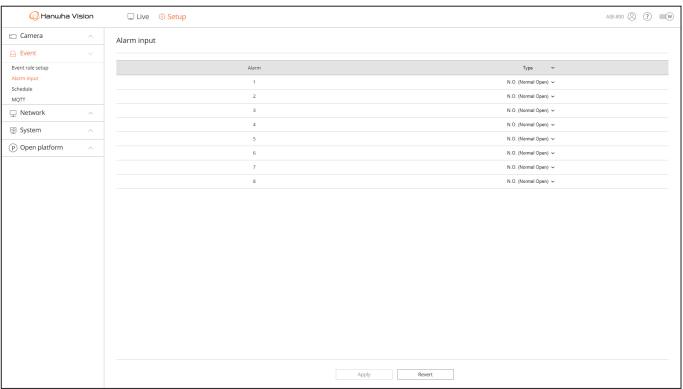 Hanwha Vision
Live
Setup
AIB-800
Camera
Event
Event rule setup
Alarm input
Schedule
MQTT
Network
System
Open platform
Alarm input
Alarm Type
1 N.O. (Normal Open)
2 N.O. (Normal Open)
3 N.O. (Normal Open)
4 N.O. (Normal Open)
5 N.O. (Normal Open)
6 N.O. (Normal Open)
7 N.O. (Normal Open)
8 N.O. (Normal Open)
Apply Revert